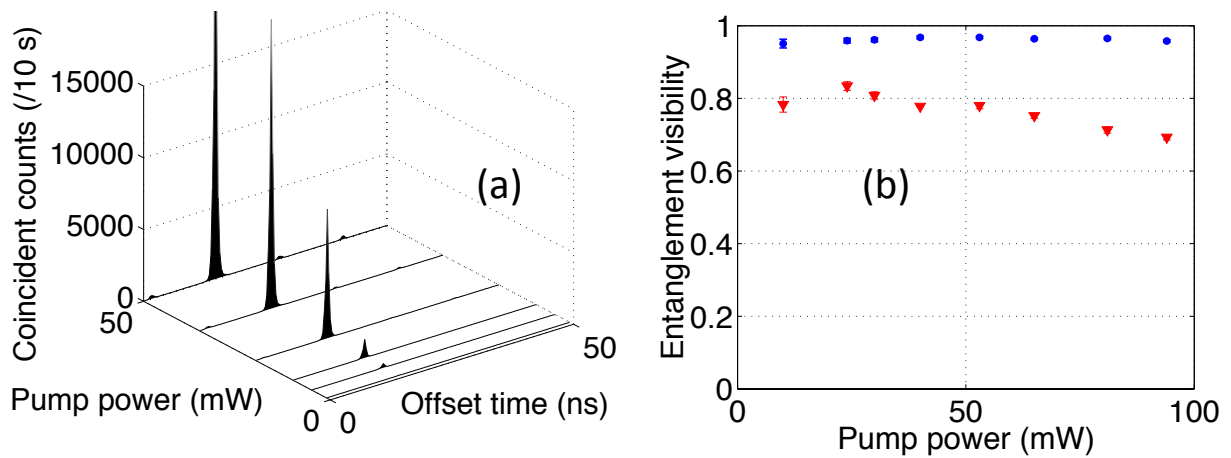 Coincident counts (/10 s)
15000
10000
5000
0
50
Pump power (mW)
0
0
Offset time (ns)
50
(a)
Entanglement visibility
1
0.8
0.6
0.4
0.2
0
0
50
100
Pump power (mW)
(b)